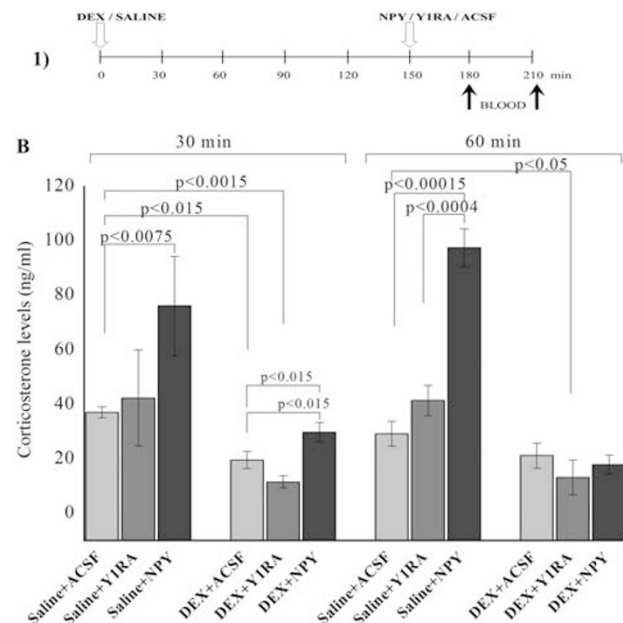 DEX / SALINE NPY / Y1RA / ACSF
1)
0 30 60 90 120 150 180 210 min
BLOOD
B 30 min 60 min
p<0.0015
p<0.015
p<0.0075
p<0.015
p<0.015
p<0.05
p<0.00015
p<0.0004
Corticosterone levels (ng/ml)
120
100
80
60
40
20
0
Saline+ACSF
Saline+Y1RA
Saline+NPY
DEX+ACSF
DEX+Y1RA
DEX+NPY
Saline+ACSF
Saline+Y1RA
Saline+NPY
DEX+ACSF
DEX+Y1RA
DEX+NPY